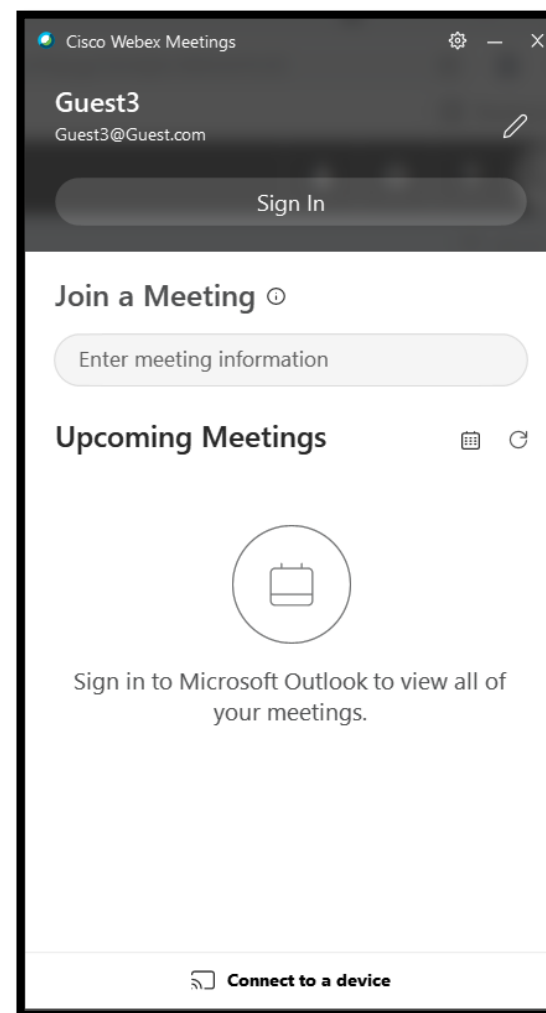 Cisco Webex Meetings
Guest3
Guest3@Guest.com
Sign In
Join a Meeting
Enter meeting information
Upcoming Meetings
Sign in to Microsoft Outlook to view all of
your meetings.
Connect to a device